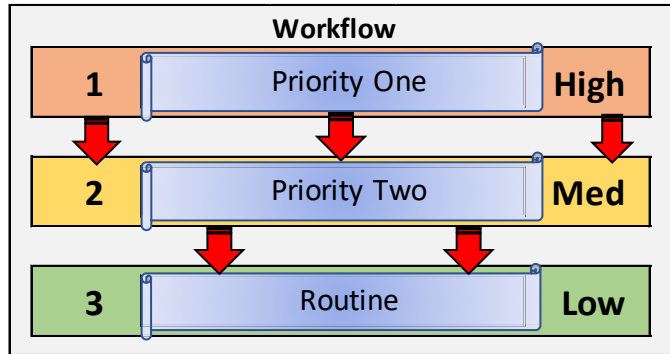 Workflow
1 Priority One High
2 Priority Two Med
3 Routine Low